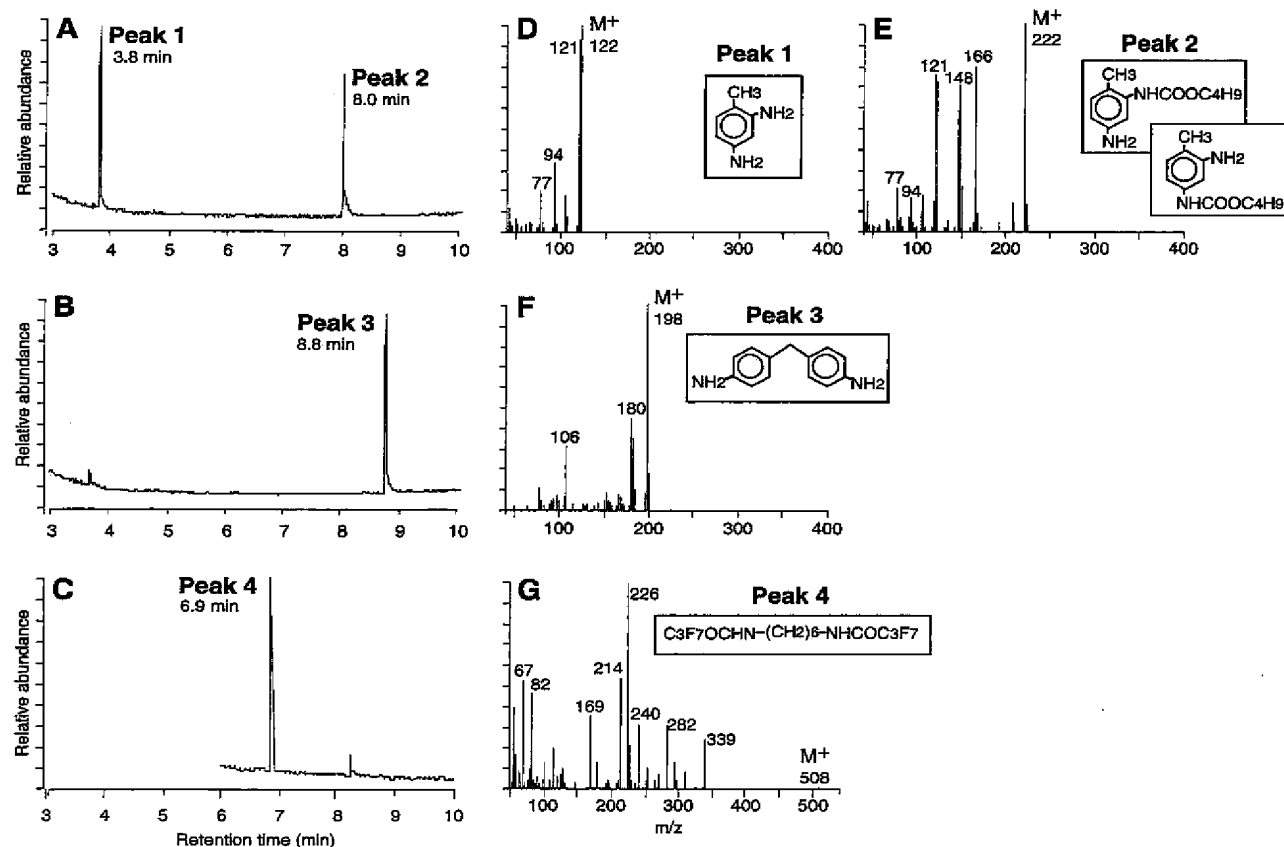 A
Peak 1
3.8 min
Peak 2
8.0 min
Relative abundance
3 4 5 6 7 8 9 10
D
M+
121 122
Peak 1
CH3
NH2
NH2
94
77
100 200 300 400
E
M+
222
Peak 2
121 148 166
CH3
NHCOOC4H9
NH2
CH3
NH2
NHCOOC4H9
77
94
100 200 300 400
B
Peak 3
8.8 min
Relative abundance
3 4 5 6 7 8 9 10
F
M+
198
Peak 3
NH2 NH2
180
106
100 200 300 400
C
Peak 4
6.9 min
Relative abundance
3 4 5 6 7 8 9 10
Retention time (min)
G
226
Peak 4
C3F7OCHN-(CH2)6-NHCOC3F7
67
82
214
169
240
282
339
M+
508
100 200 300 400 500
m/z